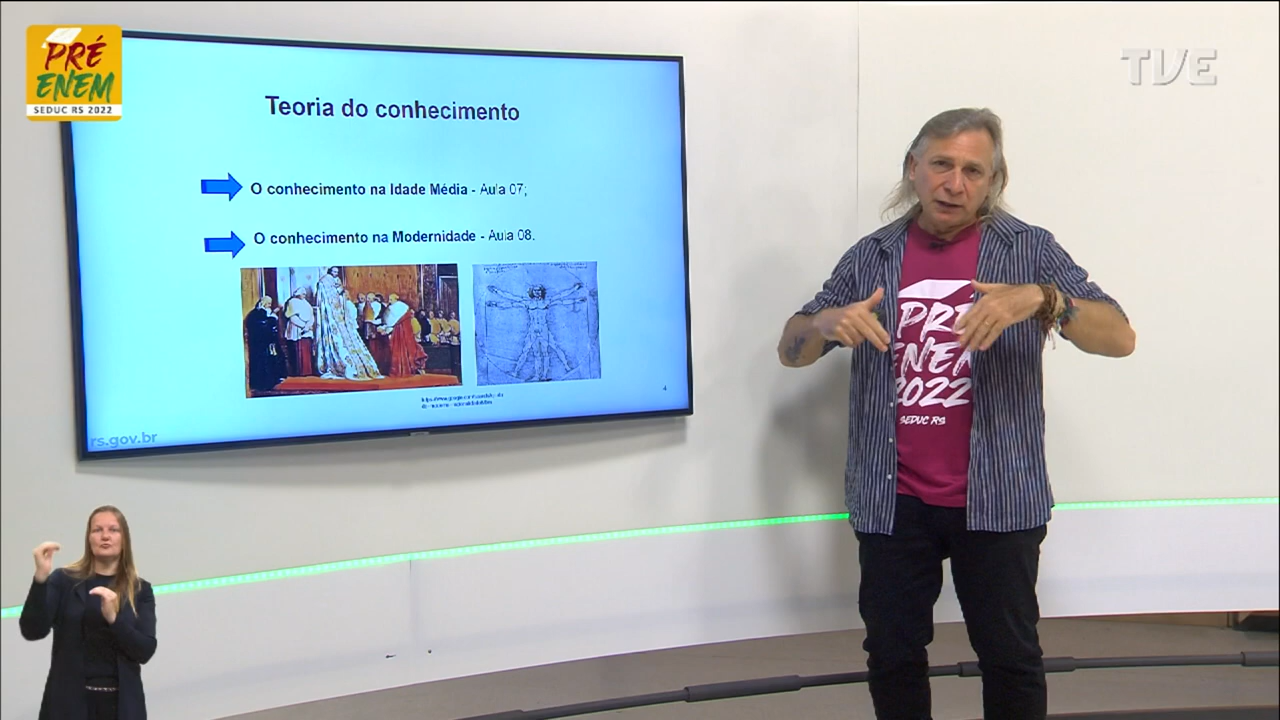 PRÉ
ENEM
SEDUC RS 2022
TVE
Teoria do conhecimento
O conhecimento na Idade Média - Aula 07;
O conhecimento na Modernidade - Aula 08.
4
rs.gov.br
PRÉ
ENEM
2022
SEDUC RS